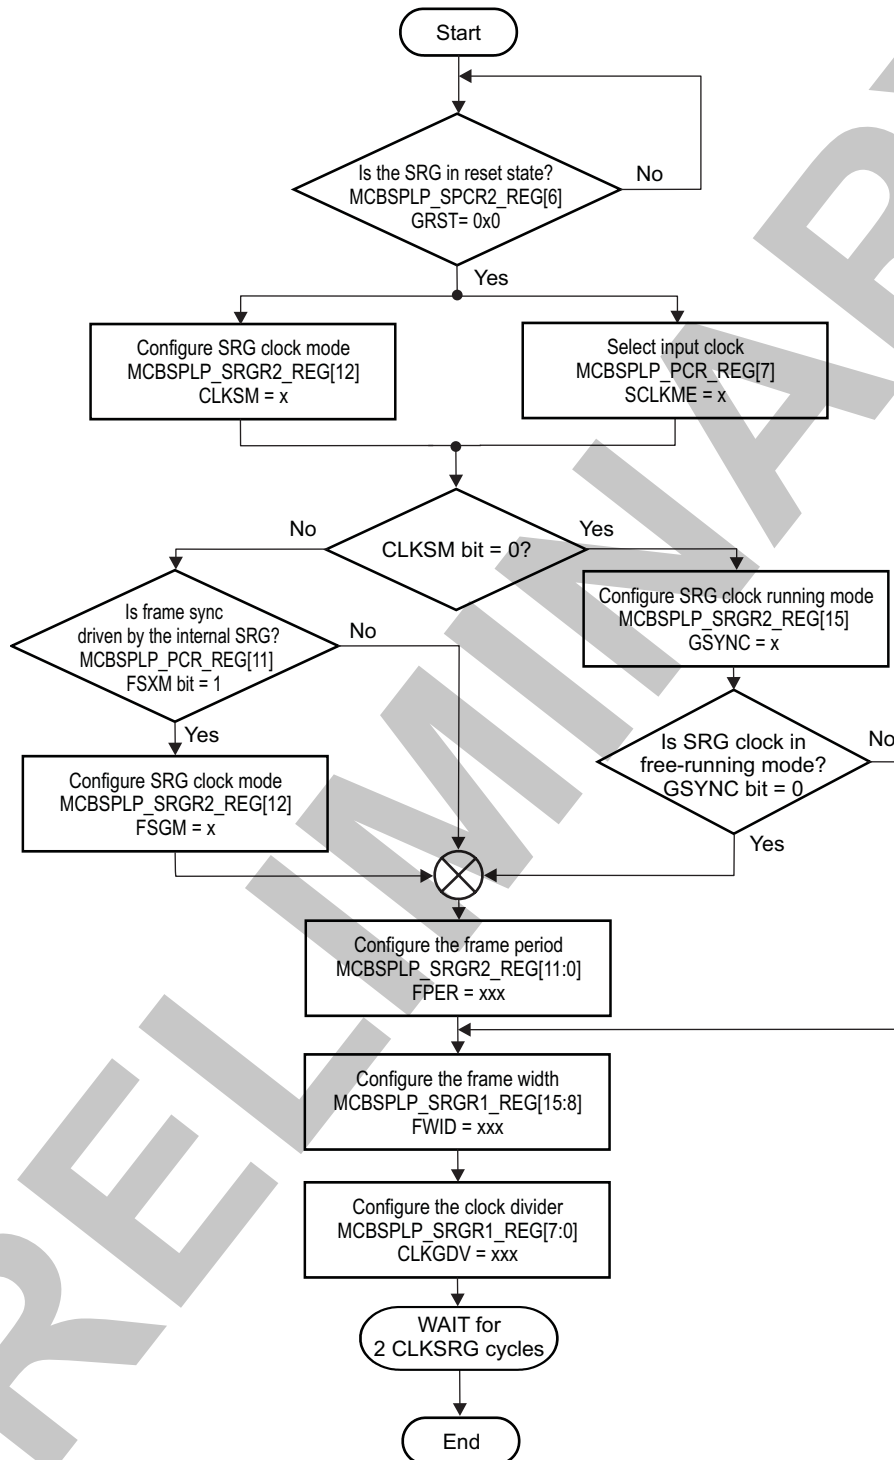 Start
Is the SRG in reset state?
MCBSPLP_SPCR2_REG[6]
GRST= 0x0
No
Yes
Configure SRG clock mode
MCBSPLP_SRGR2_REG[12]
CLKSM = x
Select input clock
MCBSPLP_PCR_REG[7]
SCLKME = x
CLKSM bit = 0?
No
Yes
Is frame sync
driven by the internal SRG?
MCBSPLP_PCR_REG[11]
FSXM bit = 1
No
Yes
Configure SRG clock running mode
MCBSPLP_SRGR2_REG[15]
GSYNC = x
Configure SRG clock mode
MCBSPLP_SRGR2_REG[12]
FSGM = x
Is SRG clock in
free-running mode?
GSYNC bit = 0
No
Yes
Configure the frame period
MCBSPLP_SRGR2_REG[11:0]
FPER = xxx
Configure the frame width
MCBSPLP_SRGR1_REG[15:8]
FWID = xxx
Configure the clock divider
MCBSPLP_SRGR1_REG[7:0]
CLKGDV = xxx
WAIT for
2 CLKSRG cycles
End
RELIMINAR